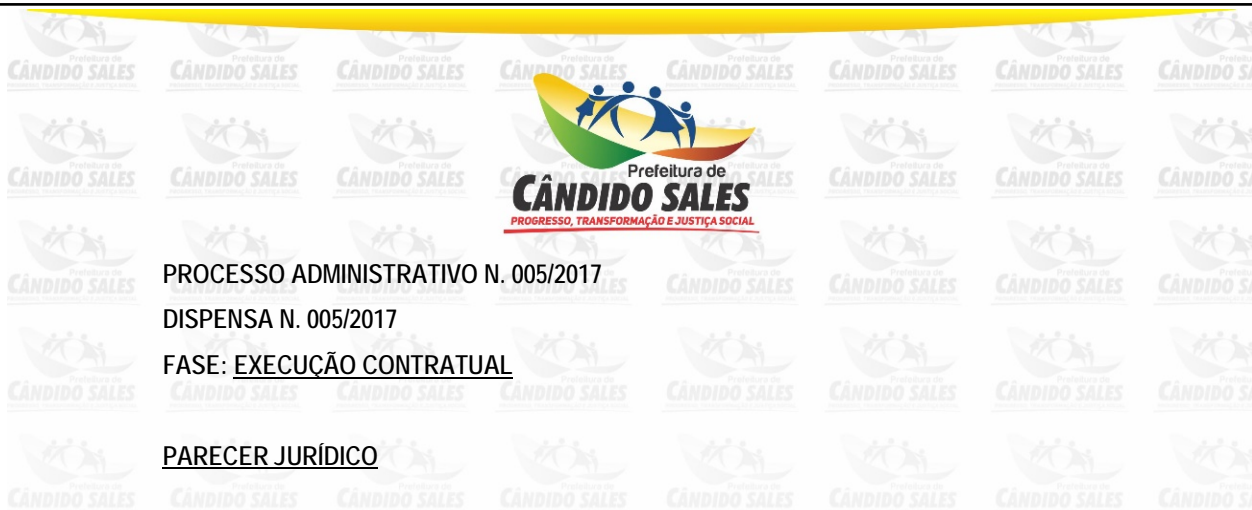 Prefeitura de
CÂNDIDO SALES
PROGRESSO, TRANSFORMAÇÃO E JUSTIÇA SOCIAL
PROCESSO ADMINISTRATIVO N. 005/2017
DISPENSA N. 005/2017
FASE: EXECUÇÃO CONTRATUAL
PARECER JURÍDICO